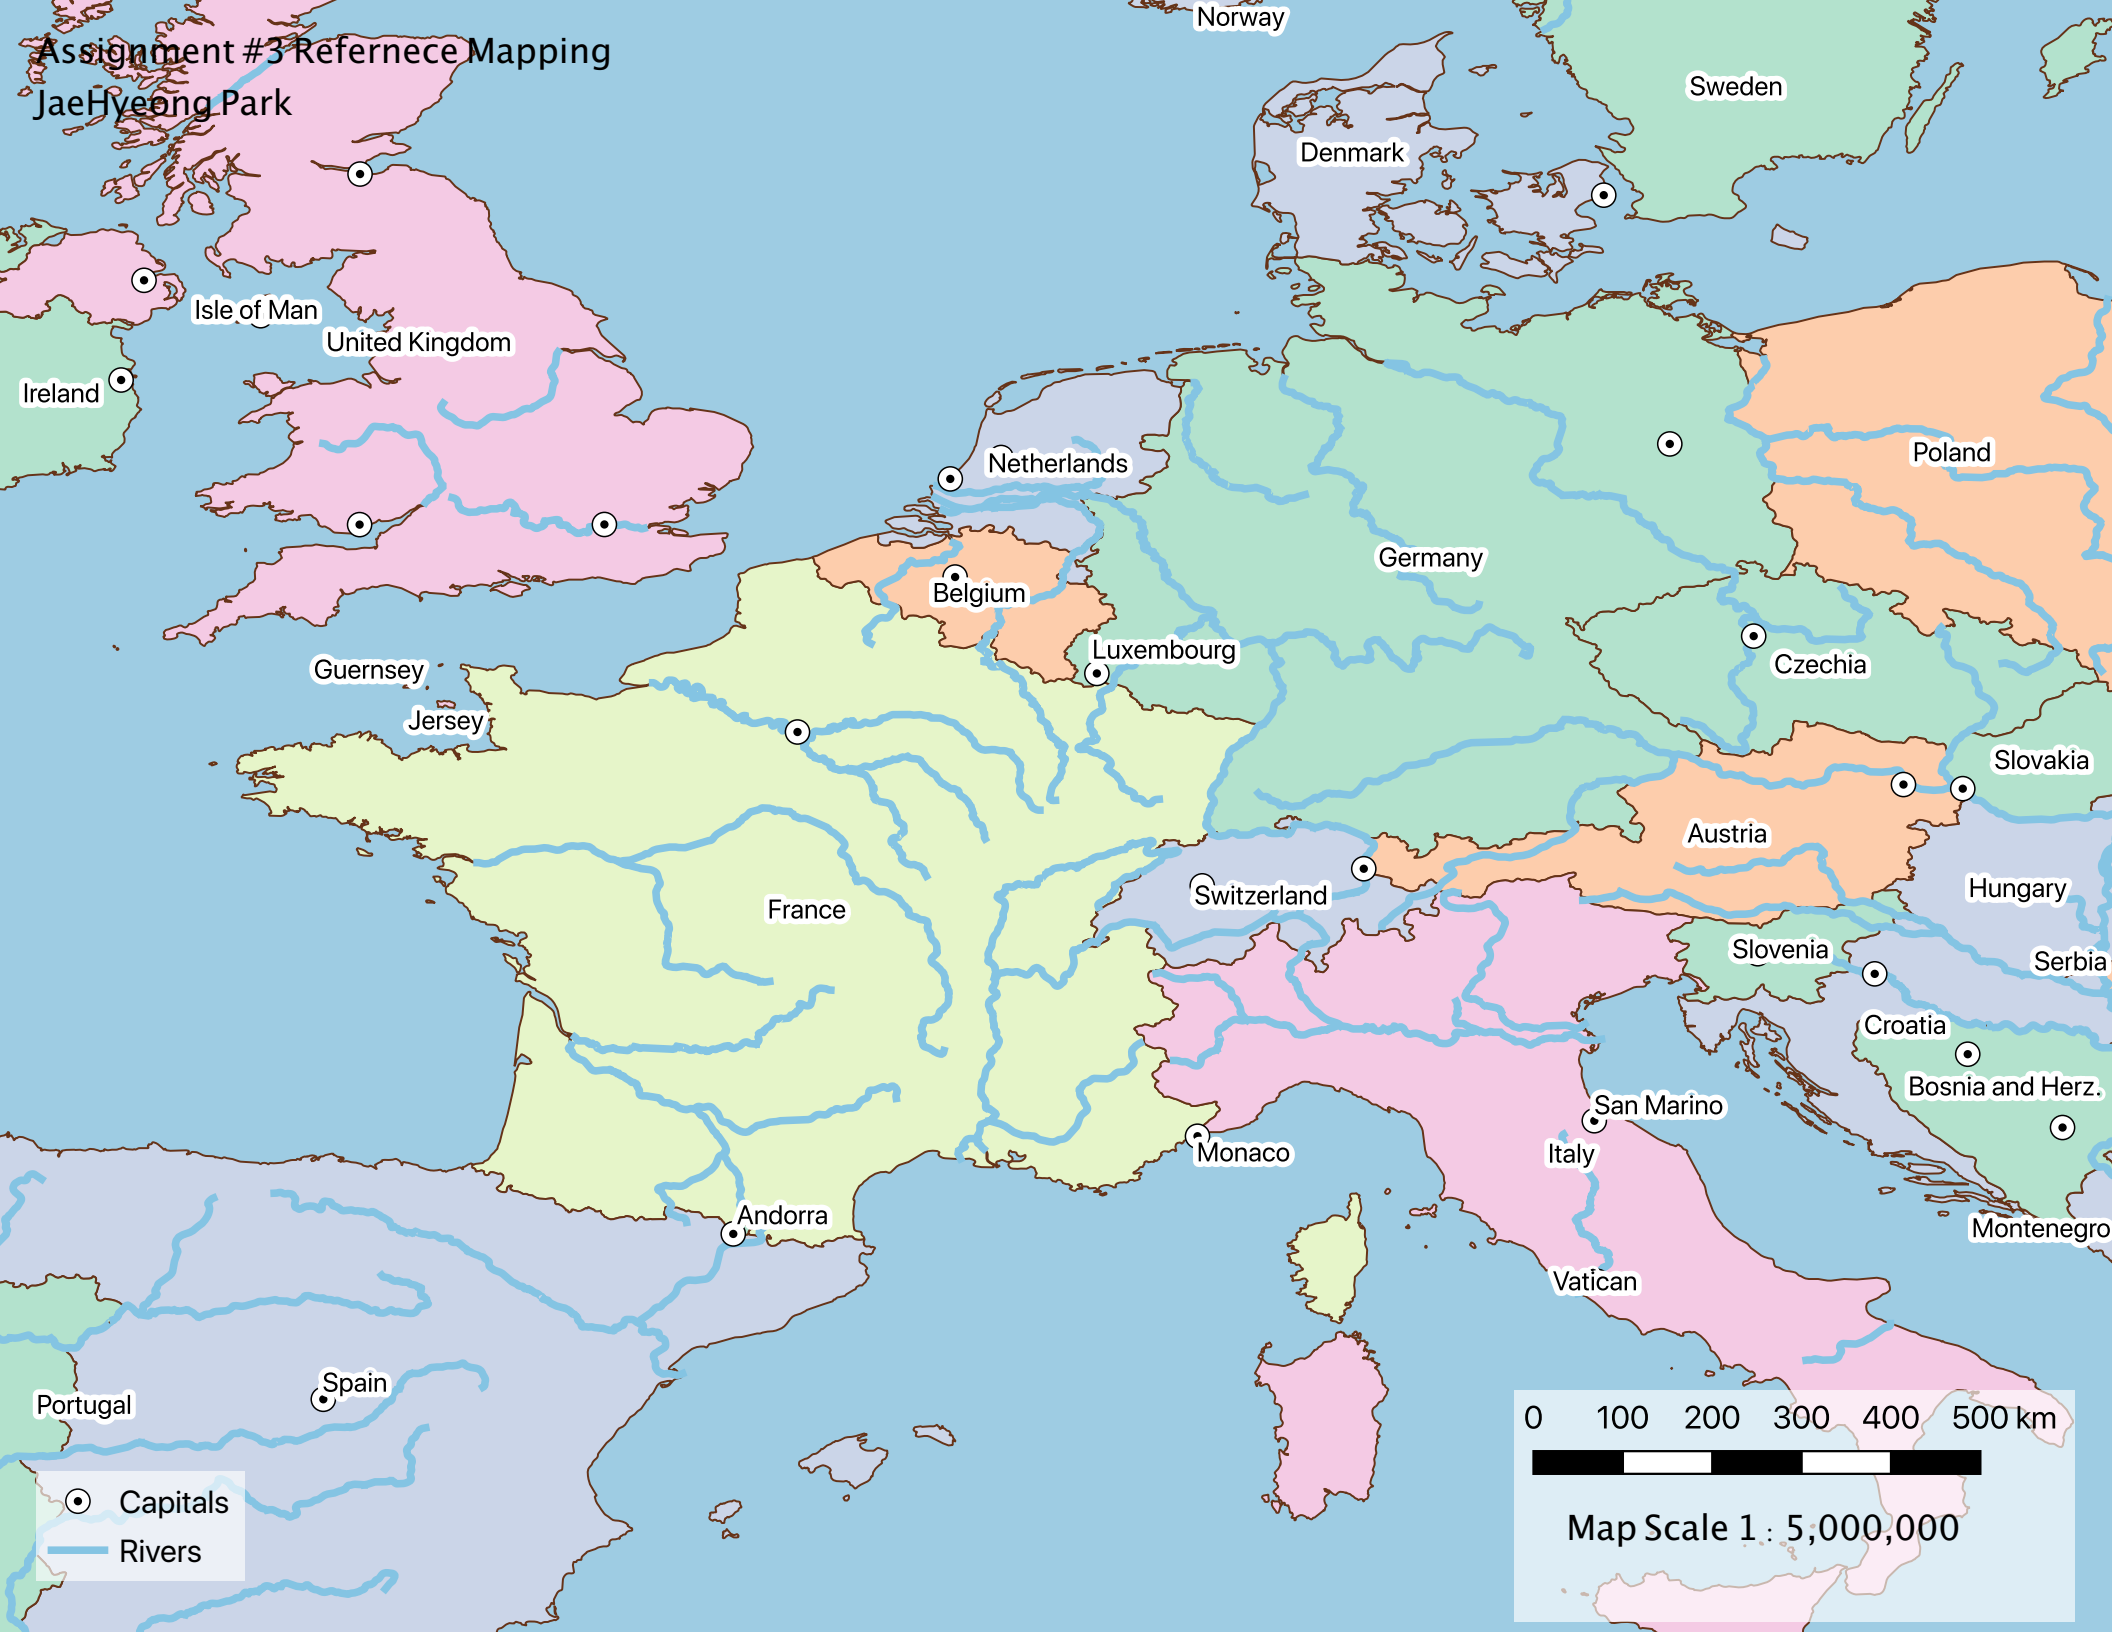 Norway
Assignment #3 Refernece Mapping
JaeHyeong Park
Sweden
Denmark
Isle of Man
United Kingdom
Ireland
Netherlands
Poland
Germany
Belgium
Luxembourg
Czechia
Guernsey
Jersey
Slovakia
Austria
Switzerland
Hungary
France
Slovenia
Serbia
Croatia
Bosnia and Herz.
San Marino
Italy
Monaco
Andorra
Montenegro
Vatican
Spain
Portugal
0 100 200 300 400 500 km
Capitals
Rivers
Map Scale 1 : 5,000,000